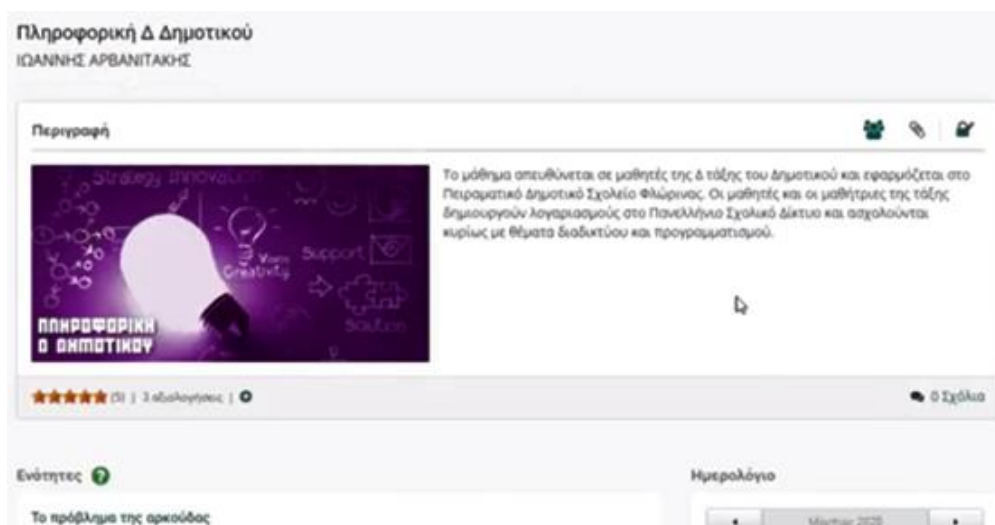 Πληροφορική Δ Δημοτικού
ΙΩΑΝΝΗΣ ΑΡΒΑΝΙΤΑΚΗΣ
Περιγραφή
Strategy Innovation
Vision
Creativity
Support
Solution
ΠΛΗΡΟΦΟΡΙΚΗ
Δ ΔΗΜΟΤΙΚΟΥ
Το μάθημα απευθύνεται σε μαθητές της Δ τάξης του Δημοτικού και εφαρμόζεται στο
Πειραματικό Δημοτικό Σχολείο Φλώρινας. Οι μαθητές και οι μαθήτριες της τάξης
δημιουργούν λογαριασμούς στο Πανελλήνιο Σχολικό Δίκτυο και ασχολούνται
κυρίως με θέματα διαδικτύου και προγραμματισμού.
(5) | 3 αξιολογήσεις |
0 Σχόλια
Ενότητες
Ημερολόγιο
Το πρόβλημα της αρκούδας